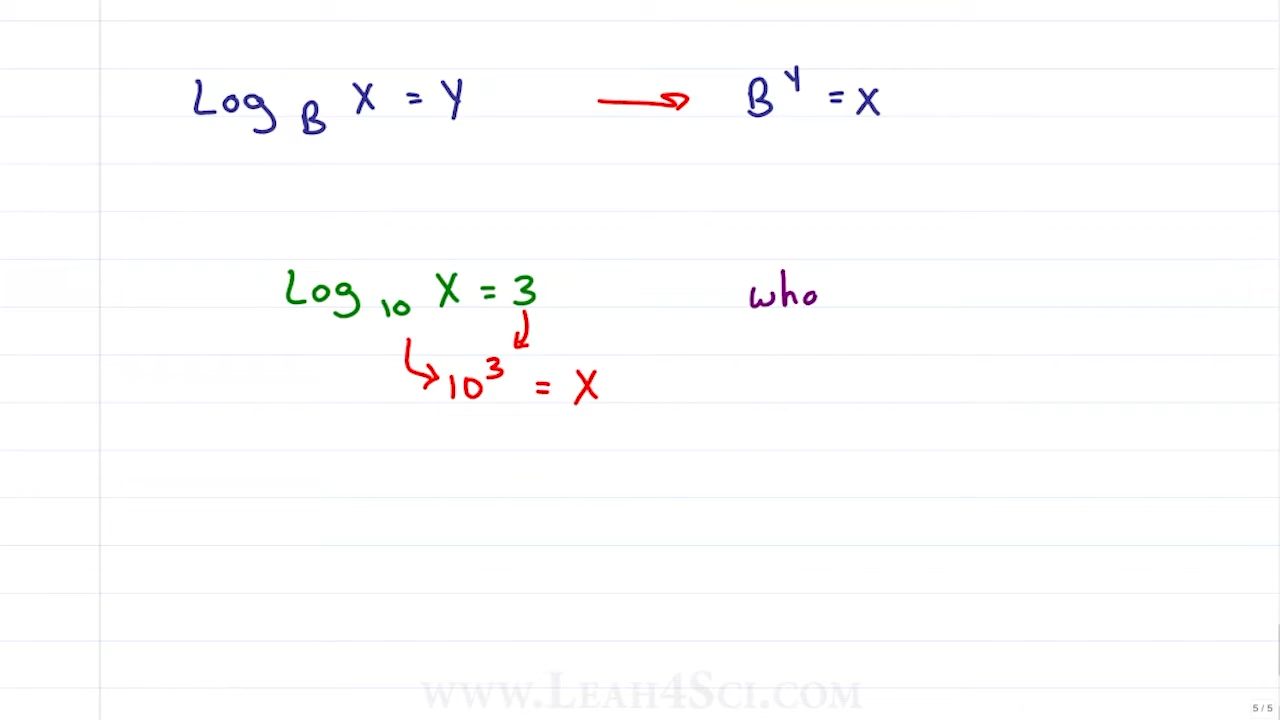 Log B X = Y → B^Y = X
Log 10 X = 3 who
10^3 = X
www.Leah4Sci.com
5 / 5